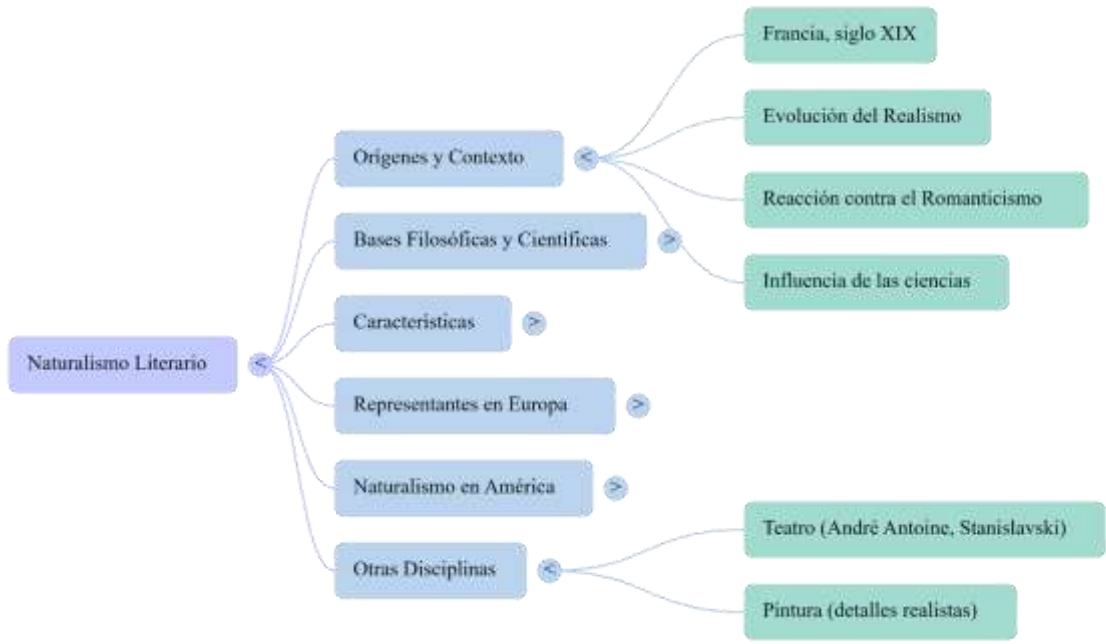 Naturalismo Literario
<
Orígenes y Contexto
<
Francia, siglo XIX
Evolución del Realismo
Reacción contra el Romanticismo
Influencia de las ciencias
Bases Filosóficas y Científicas
>
Características
>
Representantes en Europa
>
Naturalismo en América
>
Otras Disciplinas
<
Teatro (André Antoine, Stanislavski)
Pintura (detalles realistas)